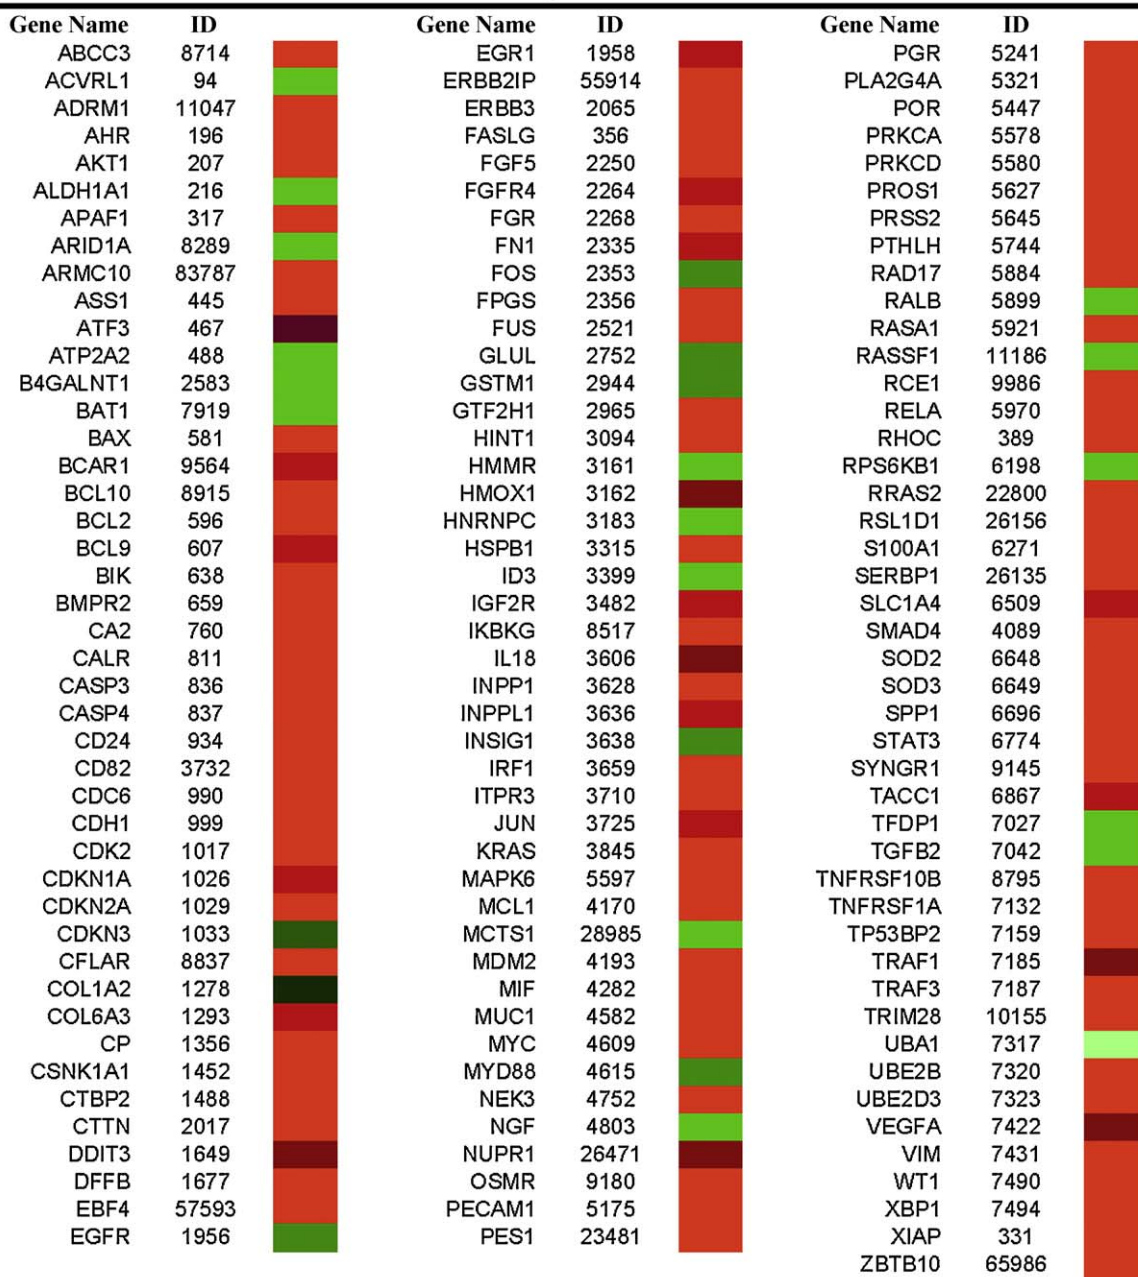 Gene Name ID
ABCC3 8714
ACVRL1 94
ADRM1 11047
AHR 196
AKT1 207
ALDH1A1 216
APAF1 317
ARID1A 8289
ARMC10 83787
ASS1 445
ATF3 467
ATP2A2 488
B4GALNT1 2583
BAT1 7919
BAX 581
BCAR1 9564
BCL10 8915
BCL2 596
BCL9 607
BIK 638
BMPR2 659
CA2 760
CALR 811
CASP3 836
CASP4 837
CD24 934
CD82 3732
CDC6 990
CDH1 999
CDK2 1017
CDKN1A 1026
CDKN2A 1029
CDKN3 1033
CFLAR 8837
COL1A2 1278
COL6A3 1293
CP 1356
CSNK1A1 1452
CTBP2 1488
CTTN 2017
DDIT3 1649
DFFB 1677
EBF4 57593
EGFR 1956
Gene Name ID
EGR1 1958
ERBB2IP 55914
ERBB3 2065
FASLG 356
FGF5 2250
FGFR4 2264
FGR 2268
FN1 2335
FOS 2353
FPGS 2356
FUS 2521
GLUL 2752
GSTM1 2944
GTF2H1 2965
HINT1 3094
HMMR 3161
HMOX1 3162
HNRNPC 3183
HSPB1 3315
ID3 3399
IGF2R 3482
IKBKG 8517
IL18 3606
INPP1 3628
INPPL1 3636
INSIG1 3638
IRF1 3659
ITPR3 3710
JUN 3725
KRAS 3845
MAPK6 5597
MCL1 4170
MCTS1 28985
MDM2 4193
MIF 4282
MUC1 4582
MYC 4609
MYD88 4615
NEK3 4752
NGF 4803
NUPR1 26471
OSMR 9180
PECAM1 5175
PES1 23481
Gene Name ID
PGR 5241
PLA2G4A 5321
POR 5447
PRKCA 5578
PRKCD 5580
PROS1 5627
PRSS2 5645
PTHLH 5744
RAD17 5884
RALB 5899
RASA1 5921
RASSF1 11186
RCE1 9986
RELA 5970
RHOC 389
RPS6KB1 6198
RRAS2 22800
RSL1D1 26156
S100A1 6271
SERBP1 26135
SLC1A4 6509
SMAD4 4089
SOD2 6648
SOD3 6649
SPP1 6696
STAT3 6774
SYNGR1 9145
TACC1 6867
TFDP1 7027
TGFB2 7042
TNFRSF10B 8795
TNFRSF1A 7132
TP53BP2 7159
TRAF1 7185
TRAF3 7187
TRIM28 10155
UBA1 7317
UBE2B 7320
UBE2D3 7323
VEGFA 7422
VIM 7431
WT1 7490
XBP1 7494
XIAP 331
ZBTB10 65986